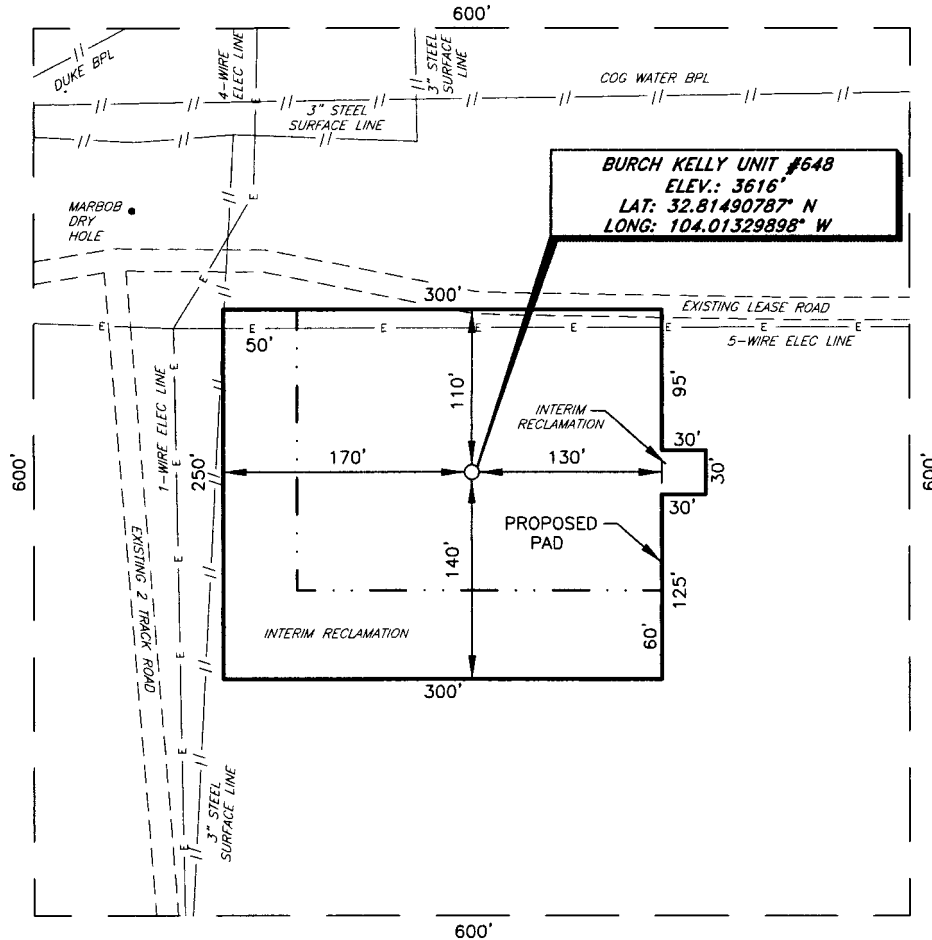 600'
DUKE BPL
4-WIRE
ELEC LINE
3" STEEL
SURFACE
LINE
COG WATER BPL
3" STEEL
SURFACE LINE
BURCH KELLY UNIT #648
ELEV.: 3616'
LAT: 32.81490787° N
LONG: 104.01329898° W
MARBOB
DRY
HOLE
E
E
300'
EXISTING LEASE ROAD
E
E
E
E
E
E
E
E
5-WIRE ELEC LINE
50'
110'
95'
INTERIM
RECLAMATION
30'
600'
1-WIRE ELEC LINE
250'
170'
130'
30'
600'
30'
PROPOSED
PAD
140'
125'
EXISTING 2 TRACK ROAD
INTERIM RECLAMATION
60'
300'
3" STEEL
SURFACE LINE
E
E
E
E
E
600'